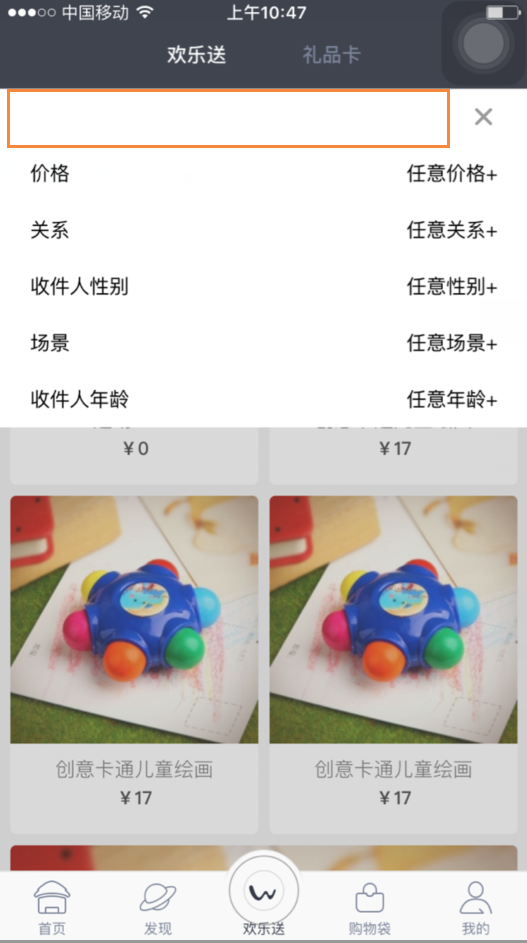 中国移动 上午10:47
欢乐送 礼品卡
价格 任意价格+
关系 任意关系+
收件人性别 任意性别+
场景 任意场景+
收件人年龄 任意年龄+
¥0 ¥17
创意卡通儿童绘画 创意卡通儿童绘画
¥17 ¥17
首页 发现 欢乐送 购物袋 我的